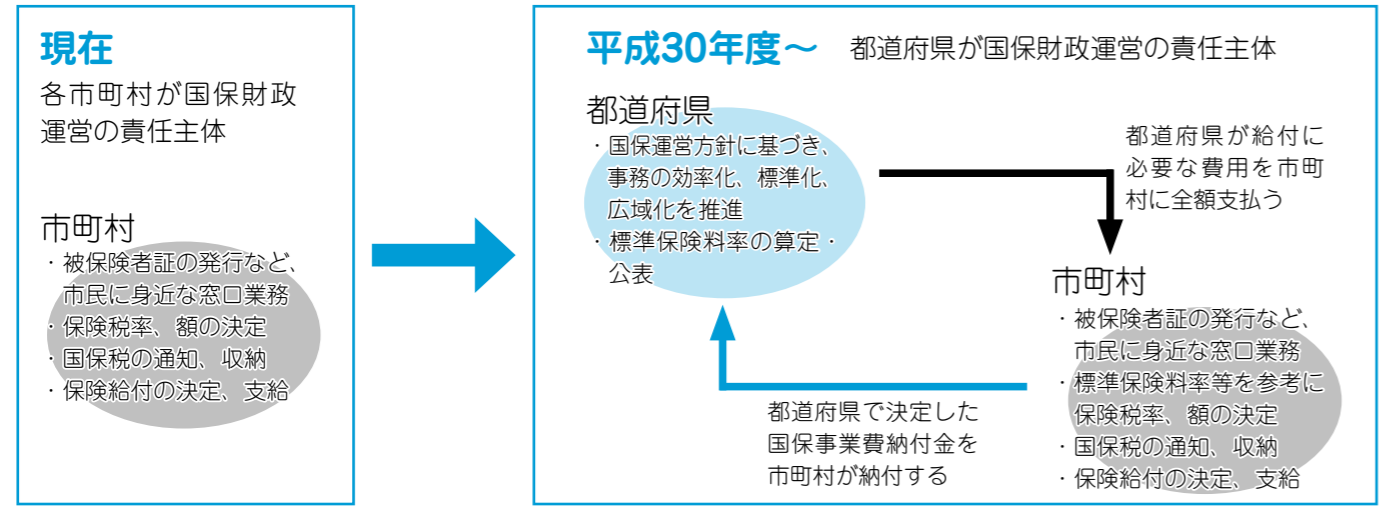 現在
各市町村が国保財政
運営の責任主体
市町村
・被保険者証の発行など、
市民に身近な窓口業務
・保険税率、額の決定
・国保税の通知、収納
・保険給付の決定、支給
平成30年度～ 都道府県が国保財政運営の責任主体
都道府県
・国保運営方針に基づき、
事務の効率化、標準化、
広域化を推進
・標準保険料率の算定・
公表
都道府県が給付に
必要な費用を市町
村に全額支払う
市町村
・被保険者証の発行など、
市民に身近な窓口業務
・標準保険料率等を参考に
保険税率、額の決定
・国保税の通知、収納
・保険給付の決定、支給
都道府県で決定した
国保事業費納付金を
市町村が納付する